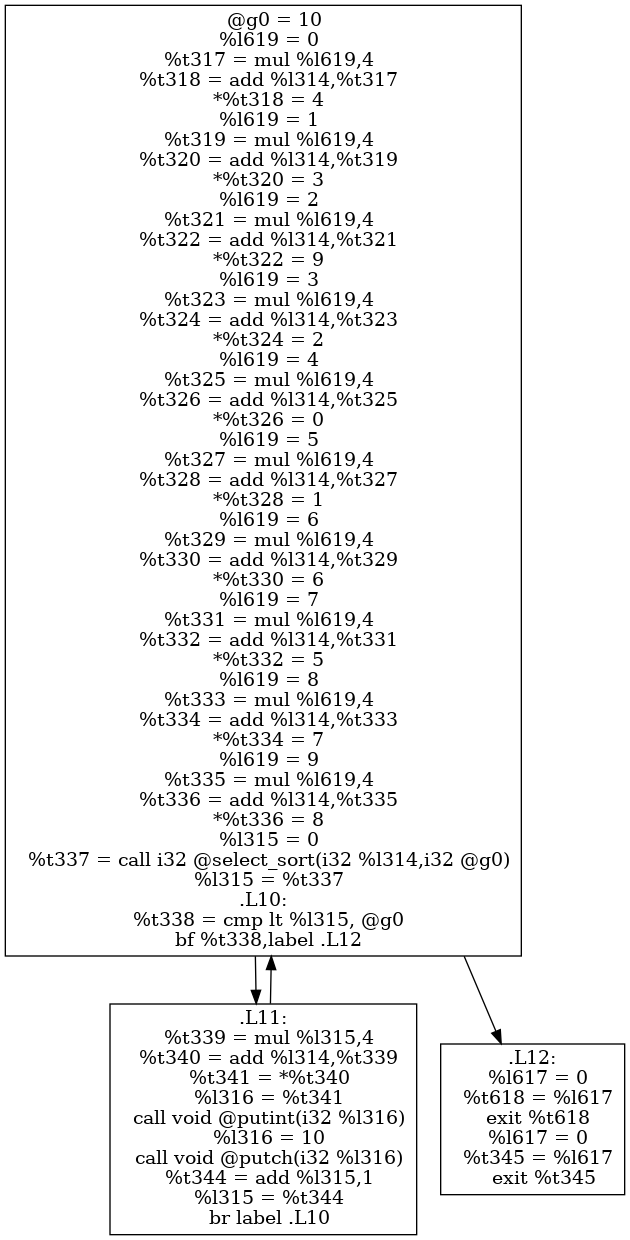 @g0 = 10
%l619 = 0
%t317 = mul %l619,4
%t318 = add %l314,%t317
*%t318 = 4
%l619 = 1
%t319 = mul %l619,4
%t320 = add %l314,%t319
*%t320 = 3
%l619 = 2
%t321 = mul %l619,4
%t322 = add %l314,%t321
*%t322 = 9
%l619 = 3
%t323 = mul %l619,4
%t324 = add %l314,%t323
*%t324 = 2
%l619 = 4
%t325 = mul %l619,4
%t326 = add %l314,%t325
*%t326 = 0
%l619 = 5
%t327 = mul %l619,4
%t328 = add %l314,%t327
*%t328 = 1
%l619 = 6
%t329 = mul %l619,4
%t330 = add %l314,%t329
*%t330 = 6
%l619 = 7
%t331 = mul %l619,4
%t332 = add %l314,%t331
*%t332 = 5
%l619 = 8
%t333 = mul %l619,4
%t334 = add %l314,%t333
*%t334 = 7
%l619 = 9
%t335 = mul %l619,4
%t336 = add %l314,%t335
*%t336 = 8
%l315 = 0
%t337 = call i32 @select_sort(i32 %l314,i32 @g0)
%l315 = %t337
.L10:
%t338 = cmp lt %l315, @g0
bf %t338,label .L12
.L11:
%t339 = mul %l315,4
%t340 = add %l314,%t339
%t341 = *%t340
%l316 = %t341
call void @putint(i32 %l316)
%l316 = 10
call void @putch(i32 %l316)
%t344 = add %l315,1
%l315 = %t344
br label .L10
.L12:
%l617 = 0
%t618 = %l617
exit %t618
%l617 = 0
%t345 = %l617
exit %t345